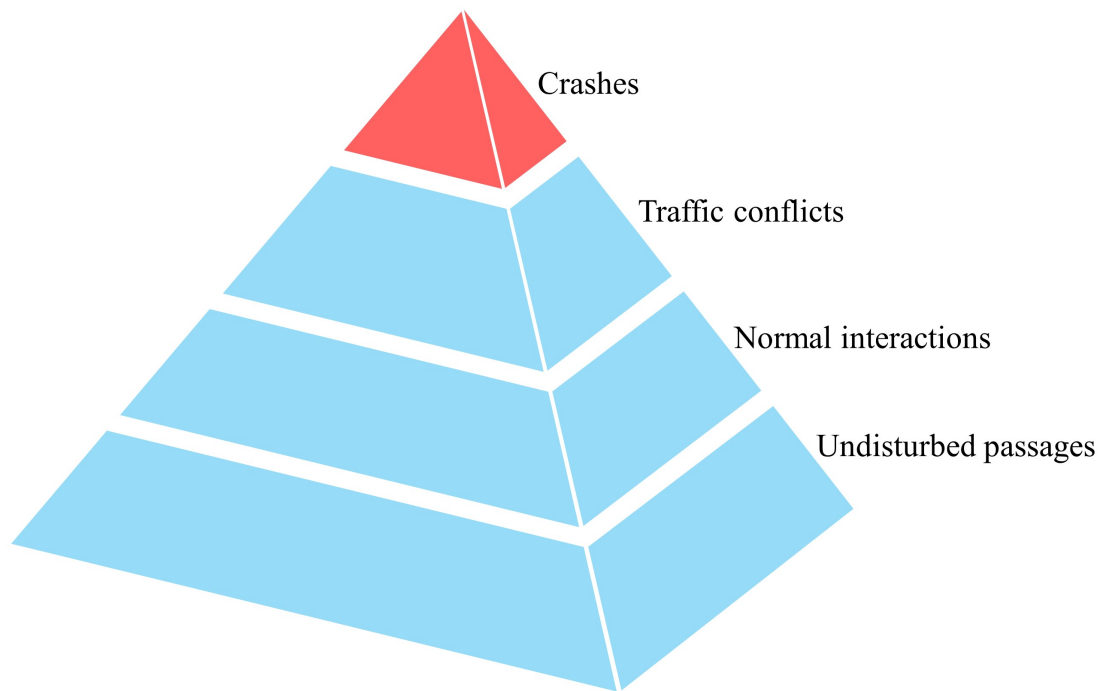 Crashes
Traffic conflicts
Normal interactions
Undisturbed passages